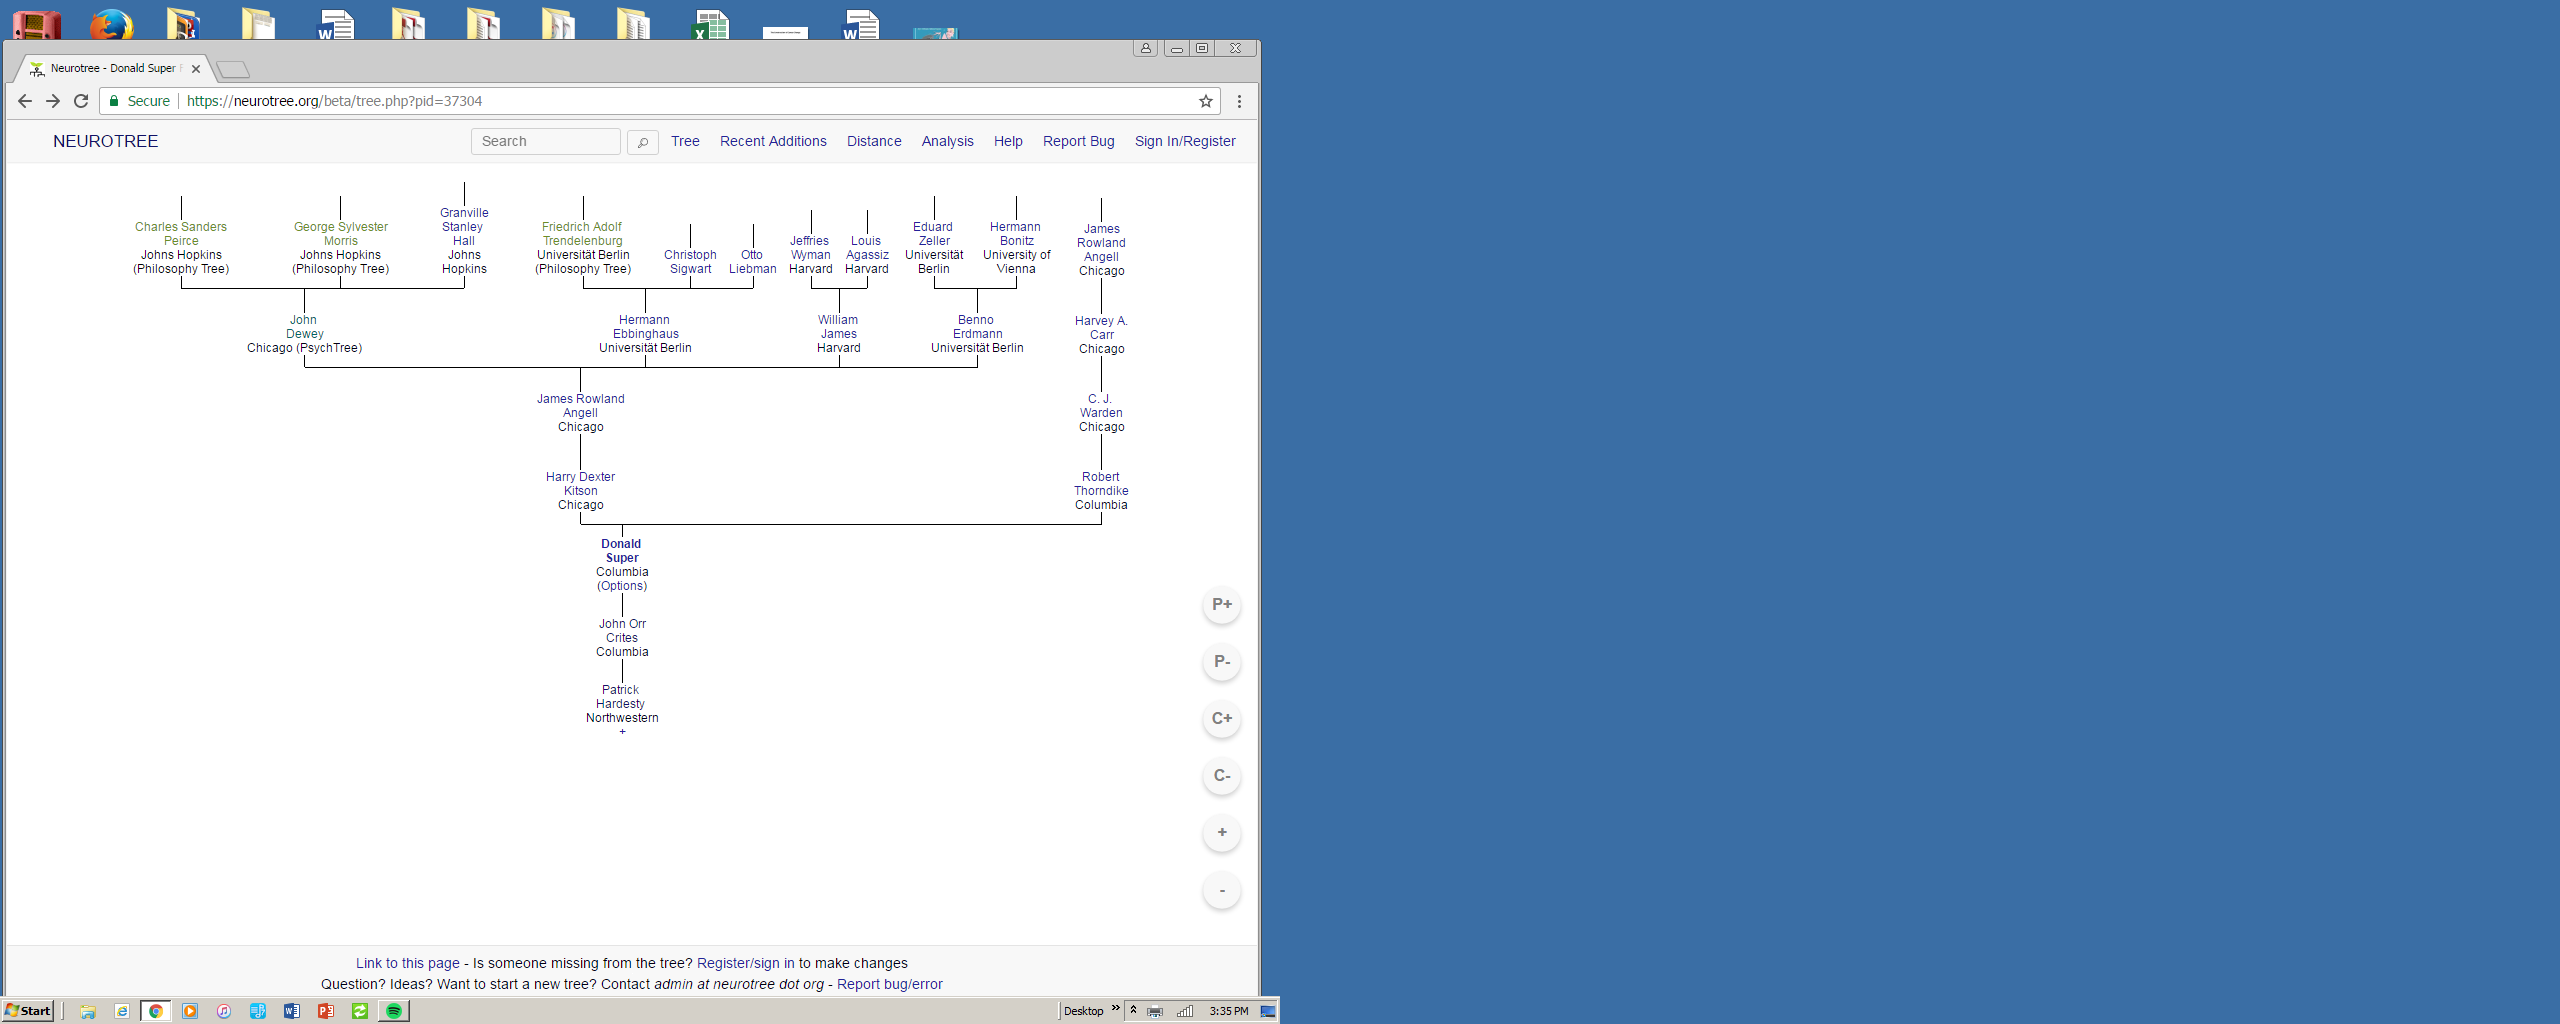 Neurotree - Donald Super
Secure
https://neurotree.org/beta/tree.php?pid=37304
NEUROTREE
Search
Tree
Recent Additions
Distance
Analysis
Help
Report Bug
Sign In/Register
Charles Sanders
Peirce
Johns Hopkins
(Philosophy Tree)
George Sylvester
Morris
Johns Hopkins
(Philosophy Tree)
Granville
Stanley
Hall
Johns
Hopkins
Friedrich Adolf
Trendelenburg
Universität Berlin
(Philosophy Tree)
Christoph
Sigwart
Otto
Liebman
Jeffries
Wyman
Harvard
Louis
Agassiz
Harvard
Eduard
Zeller
Universität
Berlin
Hermann
Bonitz
University of
Vienna
James
Rowland
Angell
Chicago
John
Dewey
Chicago (PsychTree)
Hermann
Ebbinghaus
Universität Berlin
William
James
Harvard
Benno
Erdmann
Universität Berlin
Harvey A.
Carr
Chicago
James Rowland
Angell
Chicago
C. J.
Warden
Chicago
Harry Dexter
Kitson
Chicago
Robert
Thorndike
Columbia
Donald
Super
Columbia
(Options)
John Orr
Crites
Columbia
Patrick
Hardesty
Northwestern
+
P+
P-
C+
C-
+
-
Link to this page - Is someone missing from the tree? Register/sign in to make changes
Question? Ideas? Want to start a new tree? Contact admin at neurotree dot org - Report bug/error
Start
Desktop
3:35 PM